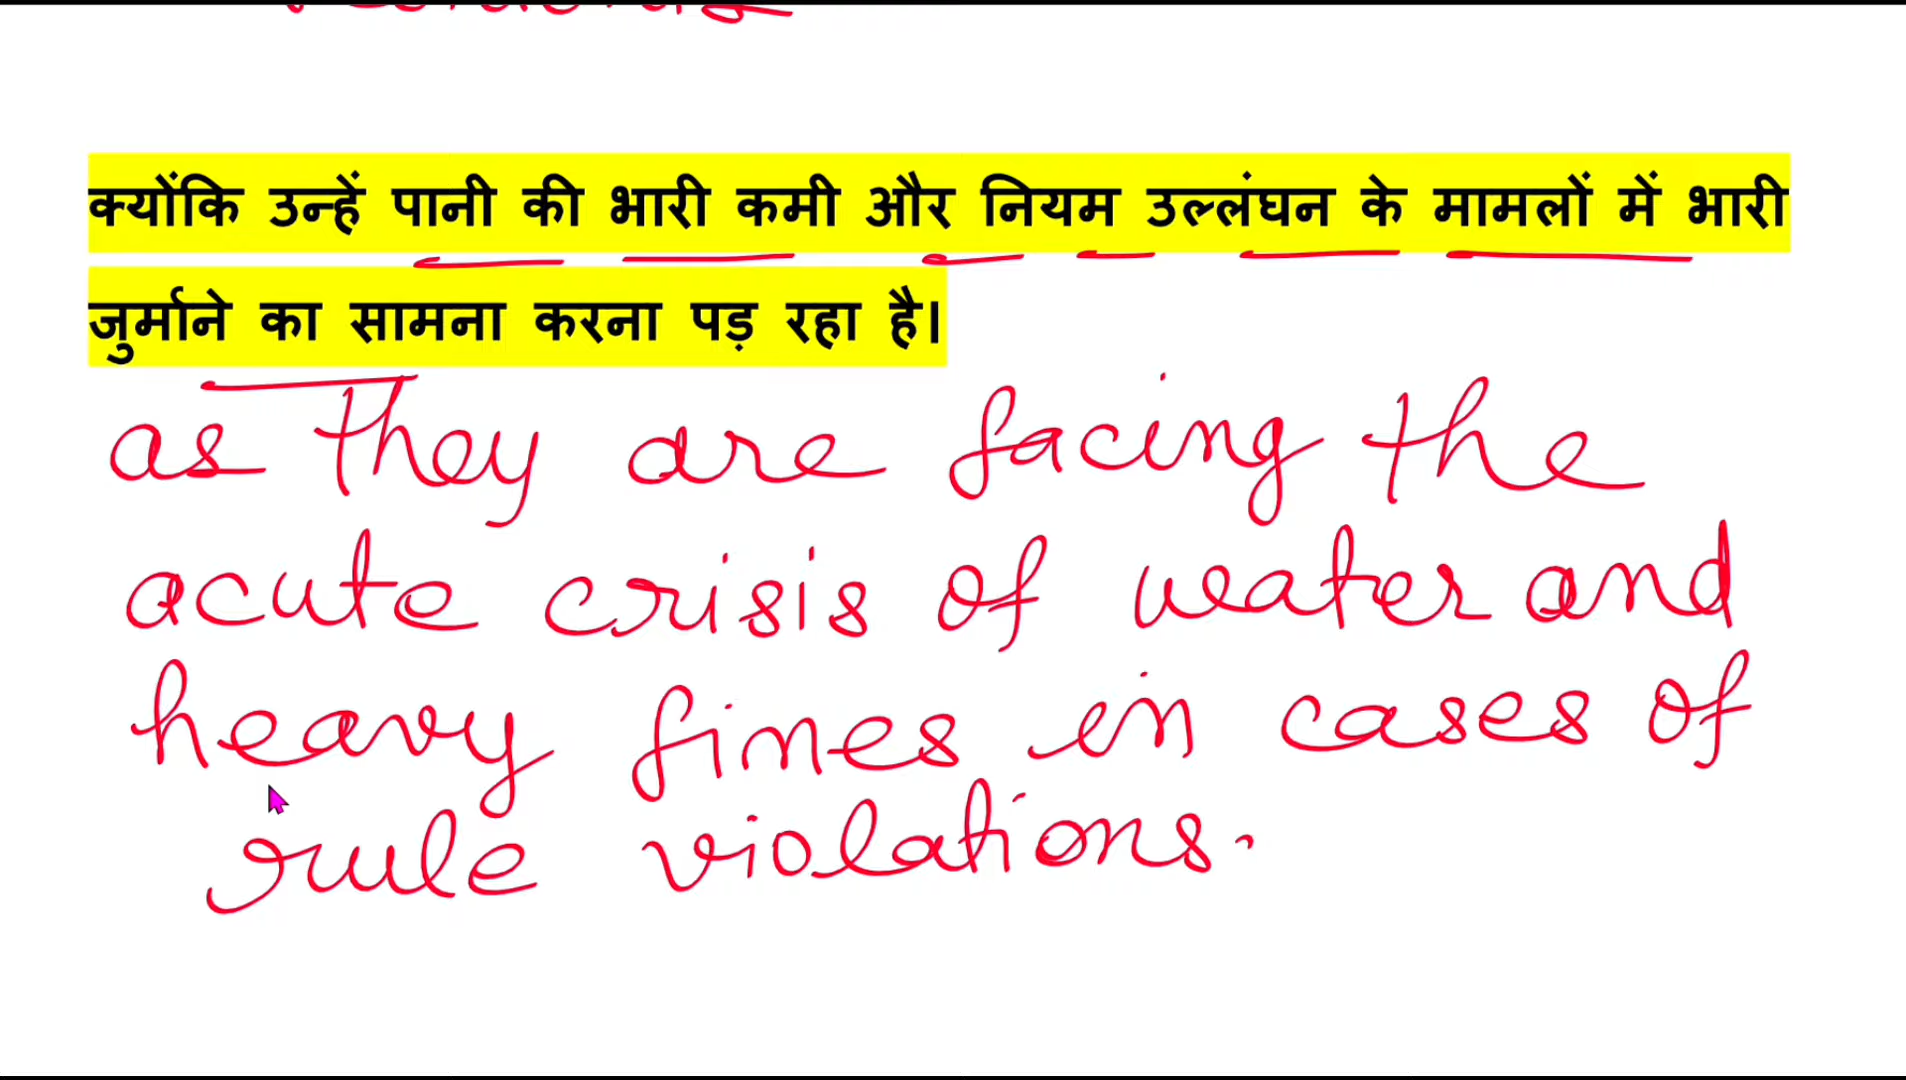 क्योंकि उन्हें पानी की भारी कमी और नियम उल्लंघन के मामलों में भारी
जुर्माने का सामना करना पड़ रहा है।
as they are facing the
acute crisis of water and
heavy fines in cases of
rule violations.